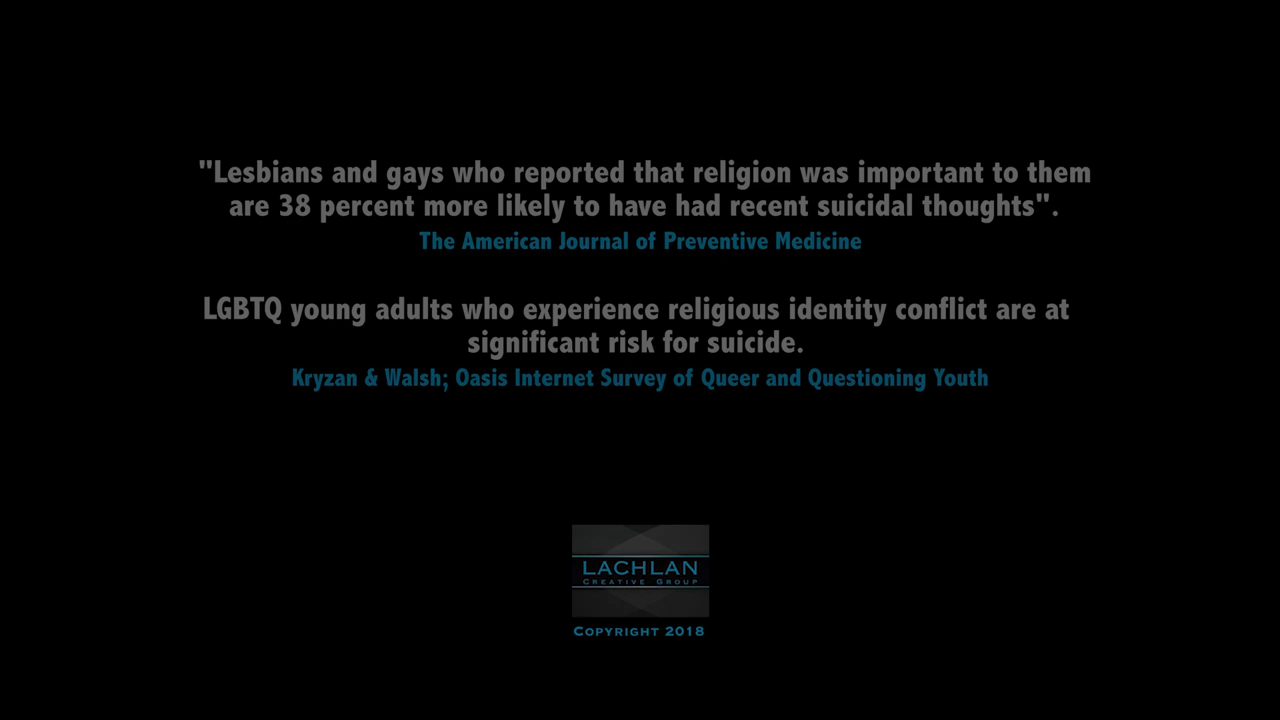 "Lesbians and gays who reported that religion was important to them
are 38 percent more likely to have had recent suicidal thoughts".
The American Journal of Preventive Medicine
LGBTQ young adults who experience religious identity conflict are at
significant risk for suicide.
Kryzan & Walsh; Oasis Internet Survey of Queer and Questioning Youth
LACHLAN
Creative Group
Copyright 2018